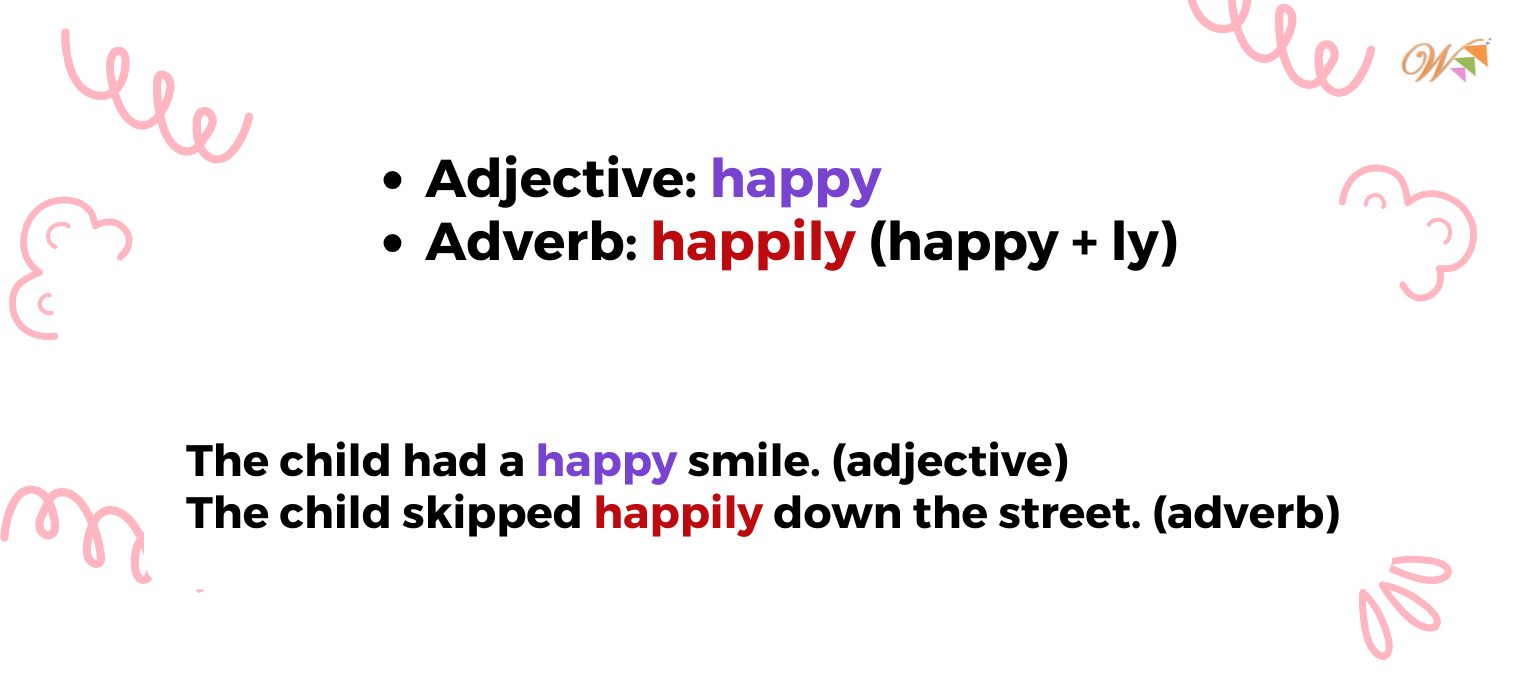 • Adjective: happy
• Adverb: happily (happy + ly)
The child had a happy smile. (adjective)
The child skipped happily down the street. (adverb)
W